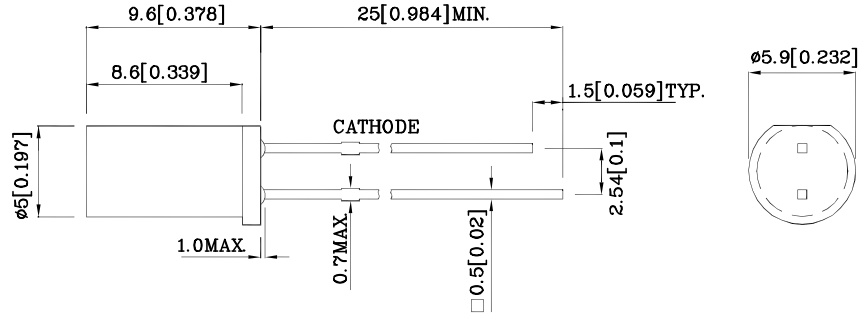 9.6[0.378]
25[0.984]MIN.
8.6[0.339]
ø5.9[0.232]
1.5[0.059]TYP.
CATHODE
ø5[0.197]
2.54[0.1]
1.0MAX.
0.7MAX.
□0.5[0.02]